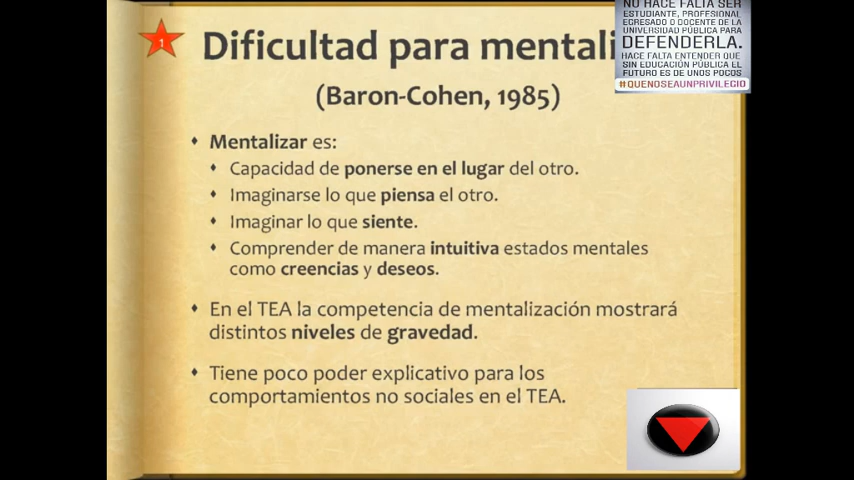 1
Dificultad para
(Baron-Cohen, 1985)
Mentalizar es:
Capacidad de ponerse en el lugar del otro.
Imaginarse lo que piensa el otro.
Imaginar lo que siente.
Comprender de manera intuitiva estados mentales
como creencias y deseos.
En el TEA la competencia de mentalización mostrará
distintos niveles de gravedad.
Tiene poco poder explicativo para los
comportamientos no sociales en el TEA.
NO HACE FALTA SER
ESTUDIANTE, PROFESIONAL
EGRESADO O DOCENTE DE LA
UNIVERSIDAD PÚBLICA PARA
DEFENDERLA.
HACE FALTA ENTENDER QUE
SIN EDUCACIÓN PÚBLICA EL
FUTURO ES DE UNOS POCOS
#QUENOSEAUNPRIVILEGIO